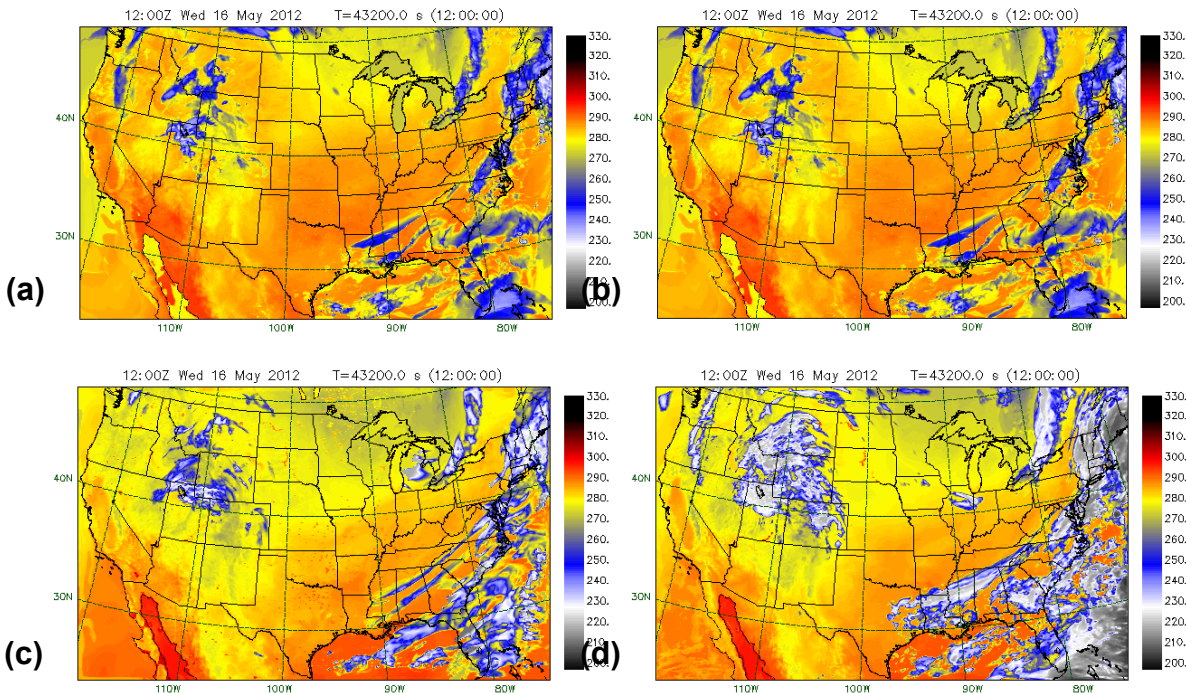 12:00Z Wed 16 May 2012 T=43200.0 s (12:00:00)
330.
320.
310.
300.
290.
280.
270.
260.
250.
240.
230.
220.
210.
200.
40N
30N
110W
100W
90W
80W
(a)
12:00Z Wed 16 May 2012 T=43200.0 s (12:00:00)
330.
320.
310.
300.
290.
280.
270.
260.
250.
240.
230.
220.
210.
200.
40N
30N
110W
100W
90W
80W
(b)
12:00Z Wed 16 May 2012 T=43200.0 s (12:00:00)
330.
320.
310.
300.
290.
280.
270.
260.
250.
240.
230.
220.
210.
200.
40N
30N
110W
100W
90W
80W
(c)
12:00Z Wed 16 May 2012 T=43200.0 s (12:00:00)
330.
320.
310.
300.
290.
280.
270.
260.
250.
240.
230.
220.
210.
200.
40N
30N
110W
100W
90W
80W
(d)